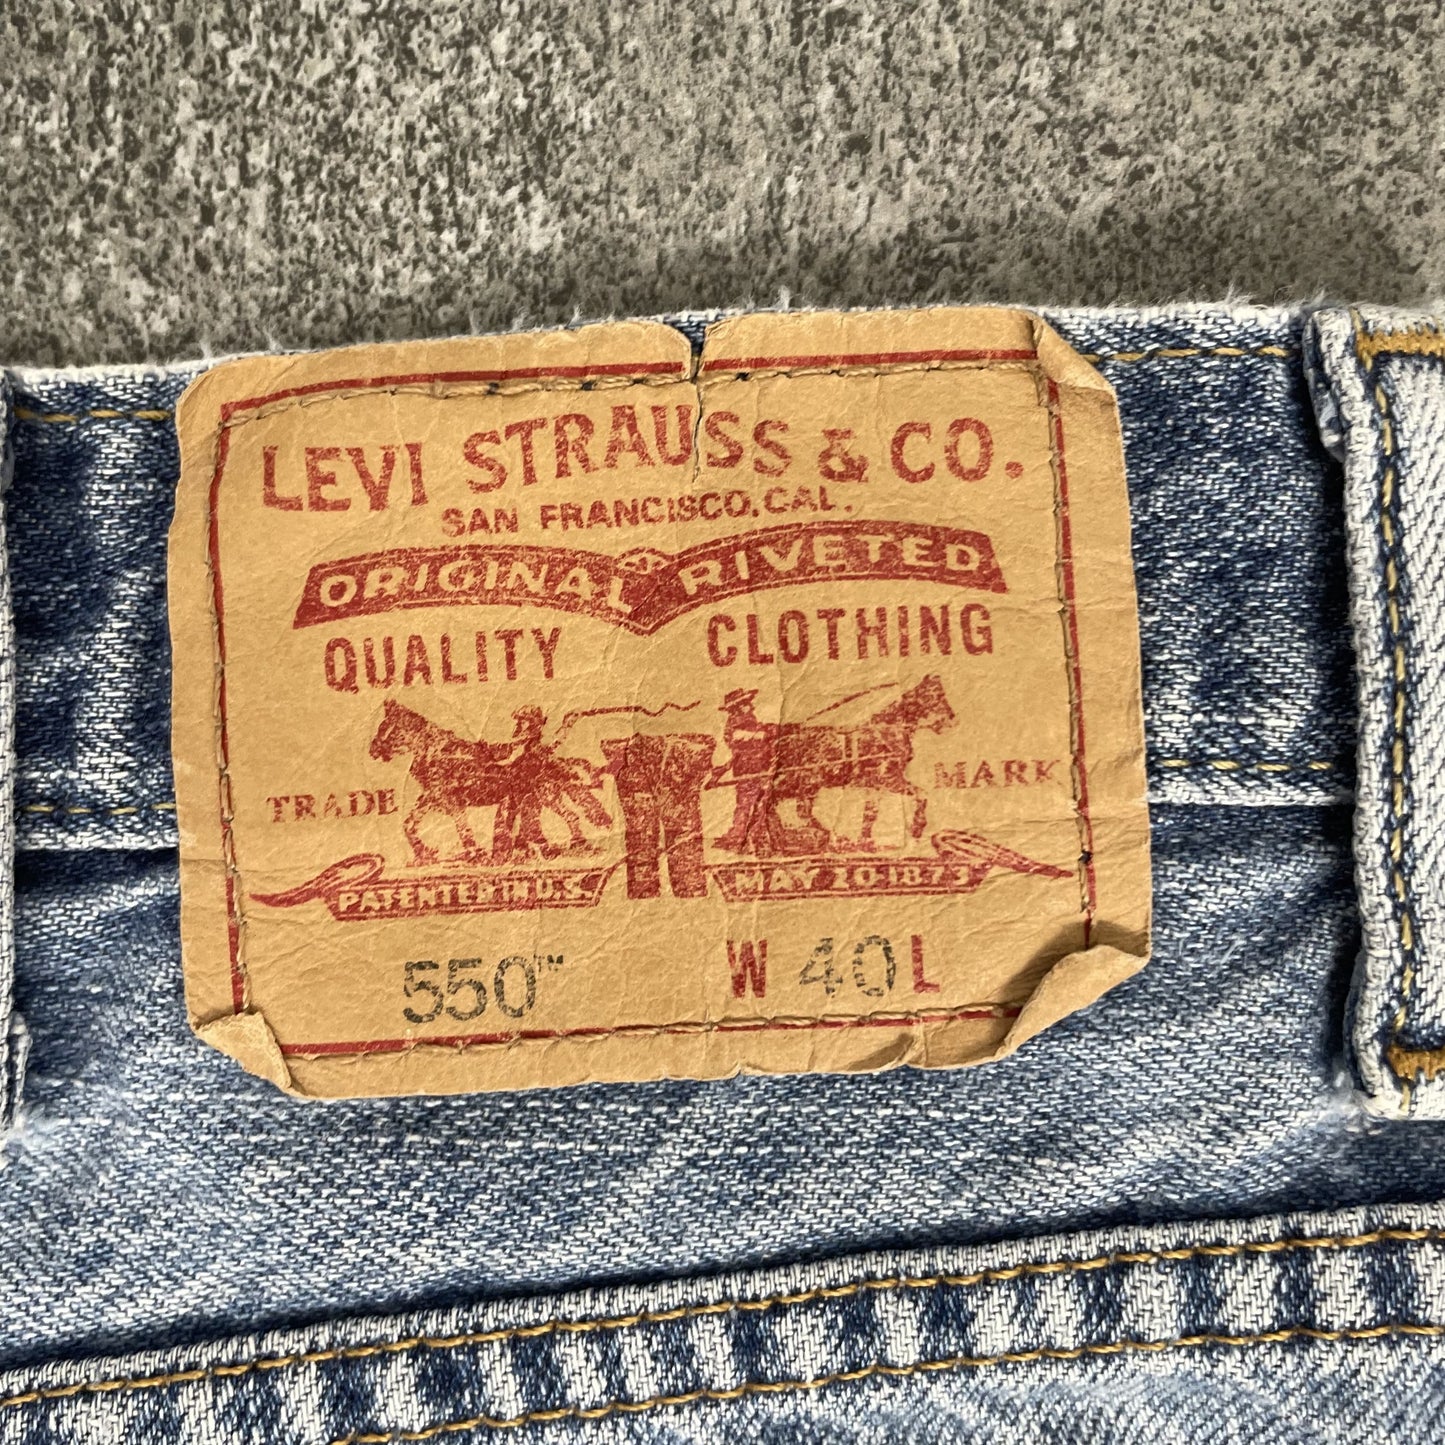 LEVI STRAUSS & CO.
SAN FRANCISCO, CAL.
ORIGINAL RIVETED
QUALITY CLOTHING
TRADE MARK
PATENTED IN U.S. MAY 20 1873
550™ W 40 L